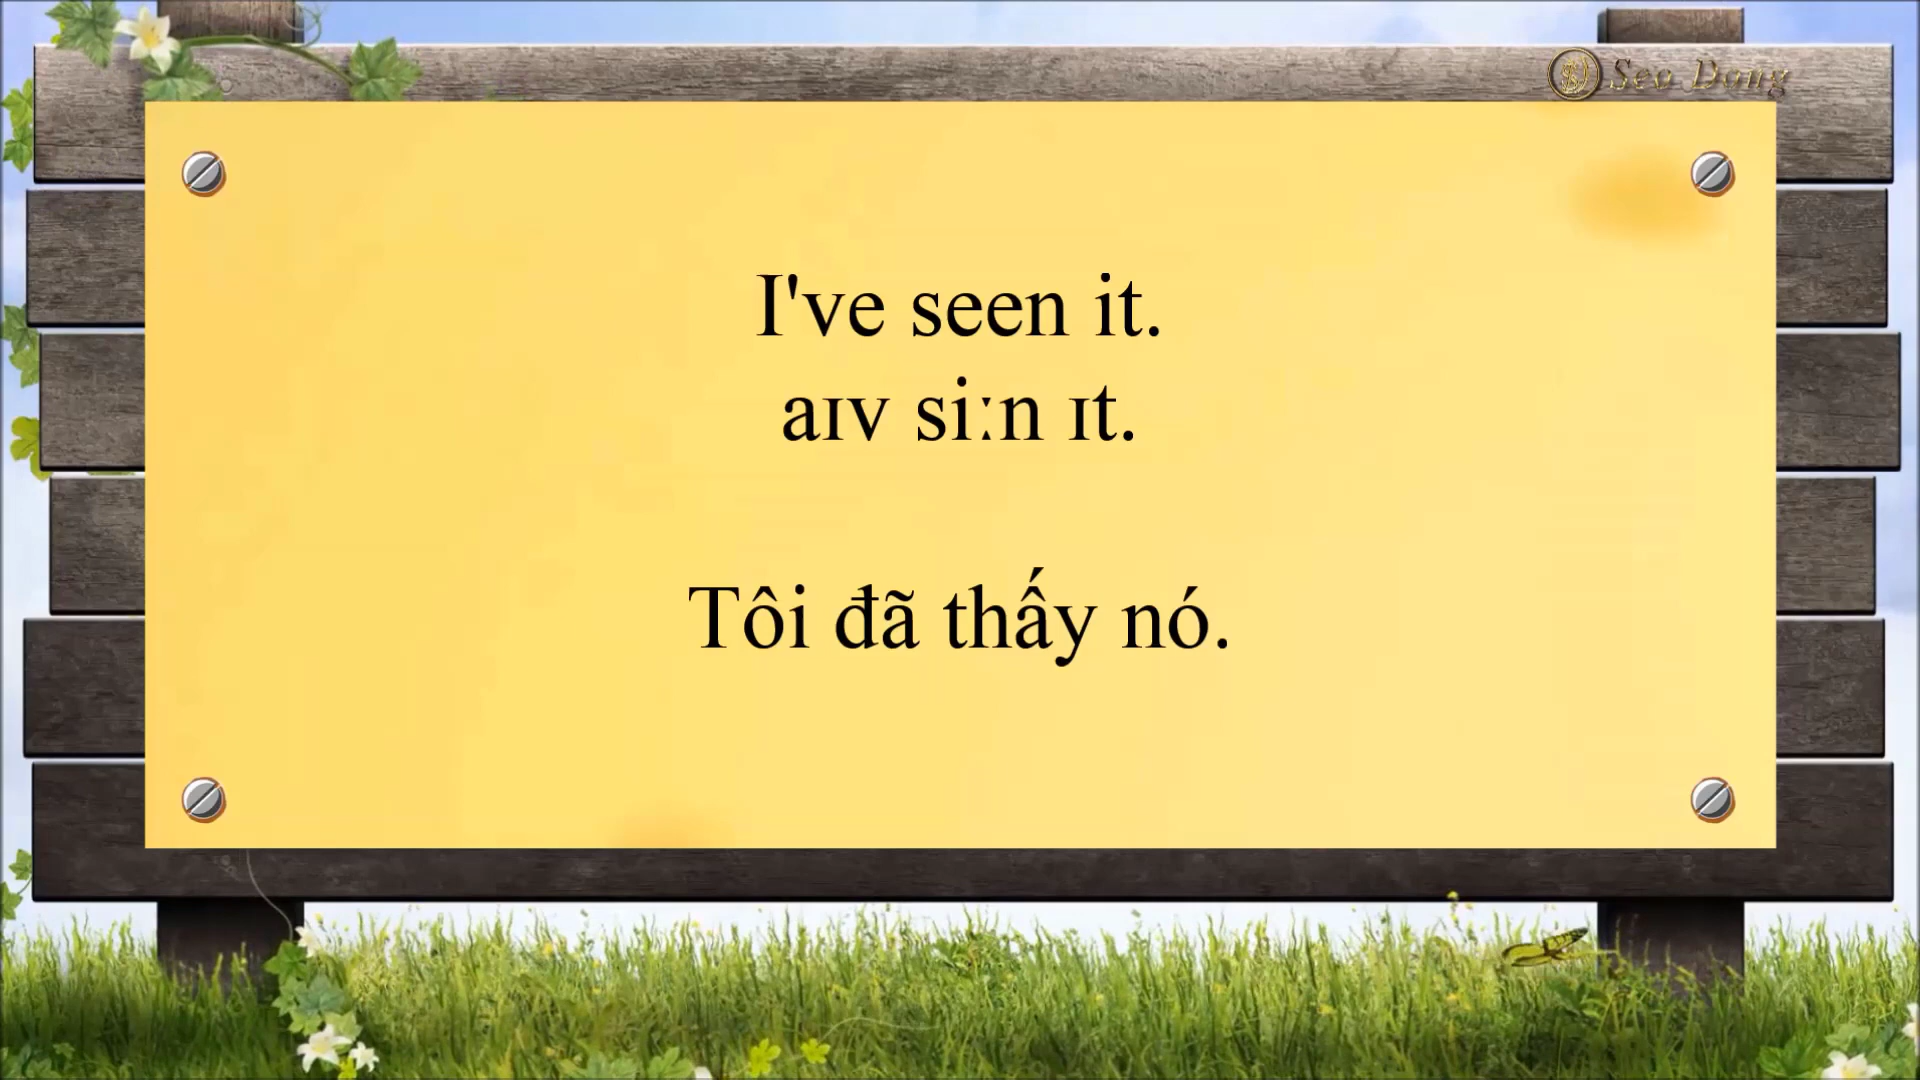 Seo Dong
I've seen it.
aɪv siːn ɪt.
Tôi đã thấy nó.